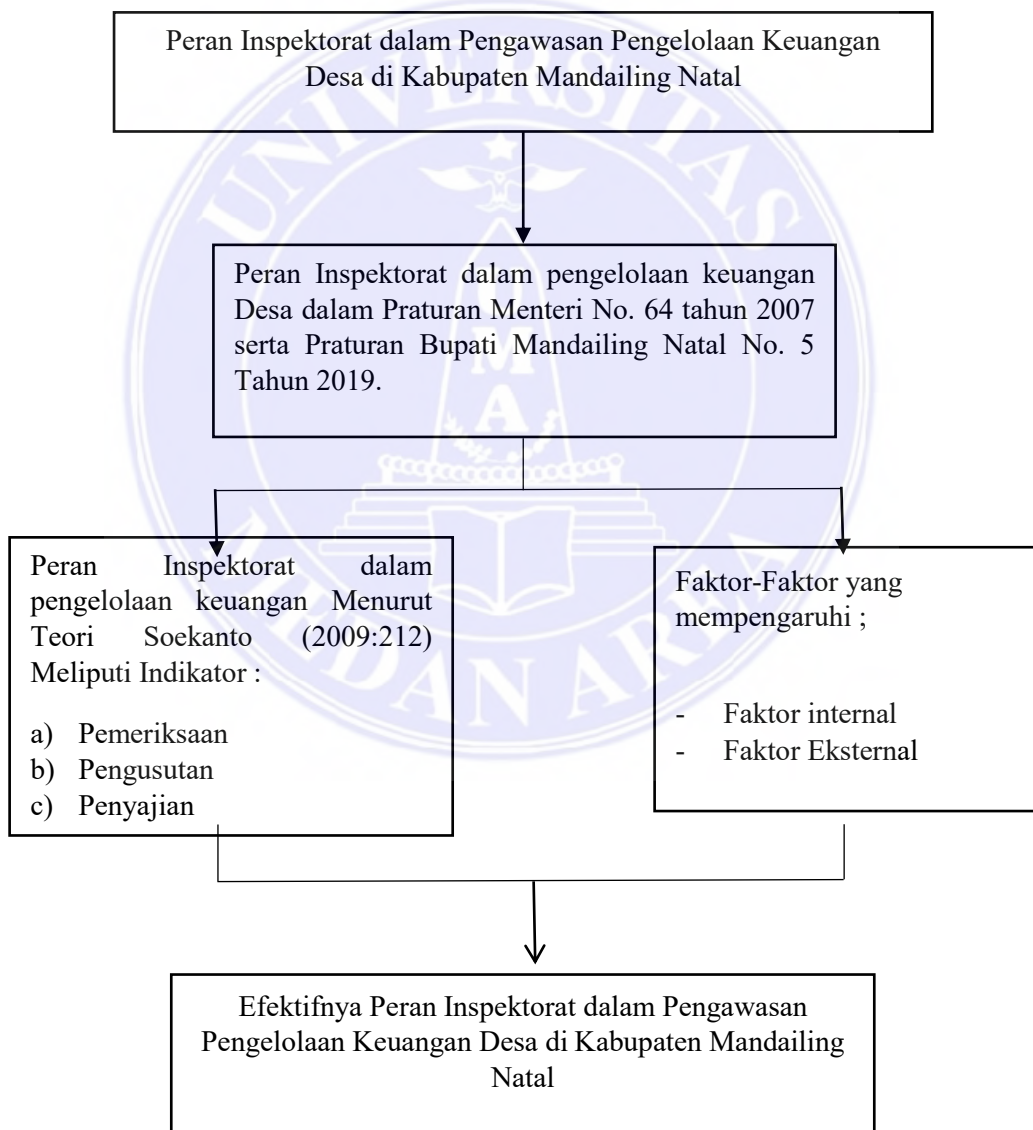 Peran Inspektorat dalam Pengawasan Pengelolaan Keuangan
Desa di Kabupaten Mandailing Natal
Peran Inspektorat dalam pengelolaan keuangan
Desa dalam Praturan Menteri No. 64 tahun 2007
serta Praturan Bupati Mandailing Natal No. 5
Tahun 2019.
Peran Inspektorat dalam
pengelolaan keuangan Menurut
Teori Soekanto (2009:212)
Meliputi Indikator :
a) Pemeriksaan
b) Pengusutan
c) Penyajian
Faktor-Faktor yang
mempengaruhi ;
- Faktor internal
- Faktor Eksternal
Efektifnya Peran Inspektorat dalam Pengawasan
Pengelolaan Keuangan Desa di Kabupaten Mandailing
Natal
UNIVERSITAS
MEDAN AREA
U
M
A